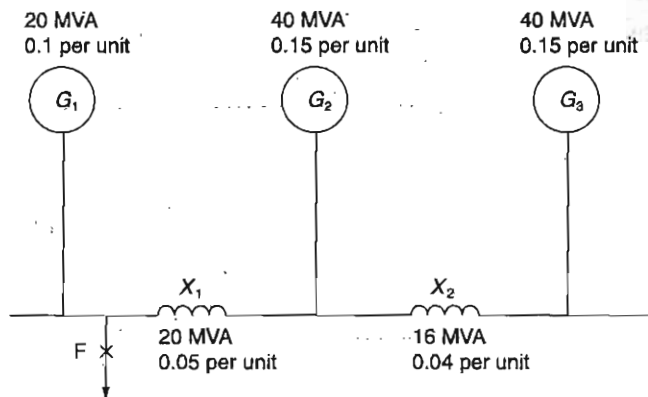 20 MVA
0.1 per unit
40 MVA
0.15 per unit
40 MVA
0.15 per unit
G1
G2
G3
X1
X2
F
20 MVA
0.05 per unit
16 MVA
0.04 per unit